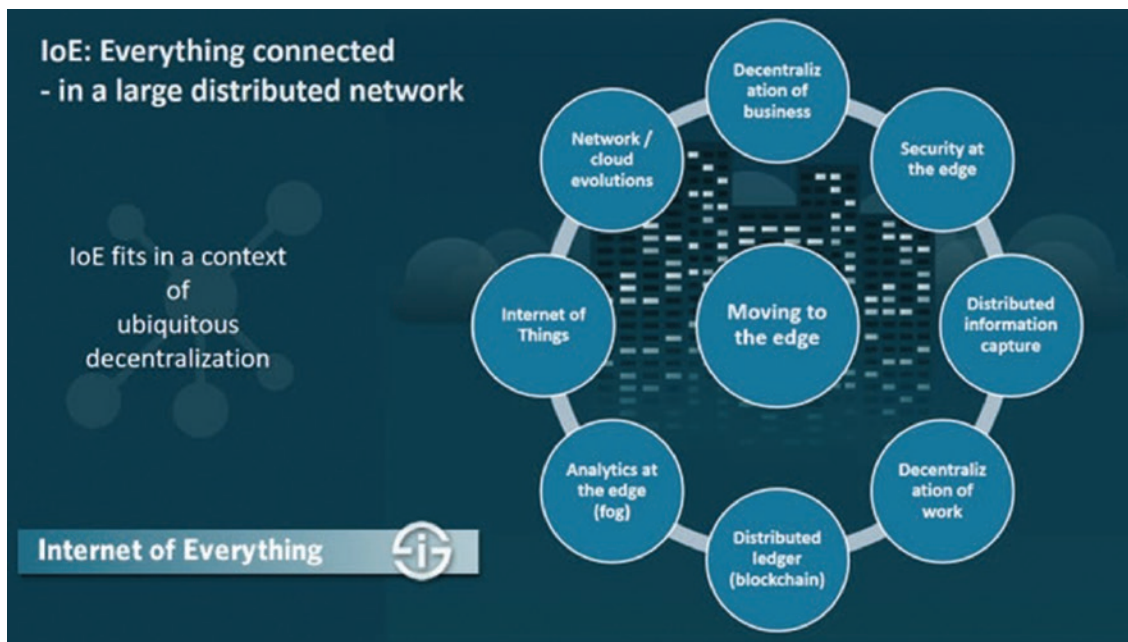 IoE: Everything connected
- in a large distributed network
IoE fits in a context
of
ubiquitous
decentralization
Internet of Everything
Moving to
the edge
Decentraliz
ation of
business
Security at
the edge
Distributed
information
capture
Decentraliz
ation of
work
Distributed
ledger
(blockchain)
Analytics at
the edge
(fog)
Internet of
Things
Network /
cloud
evolutions